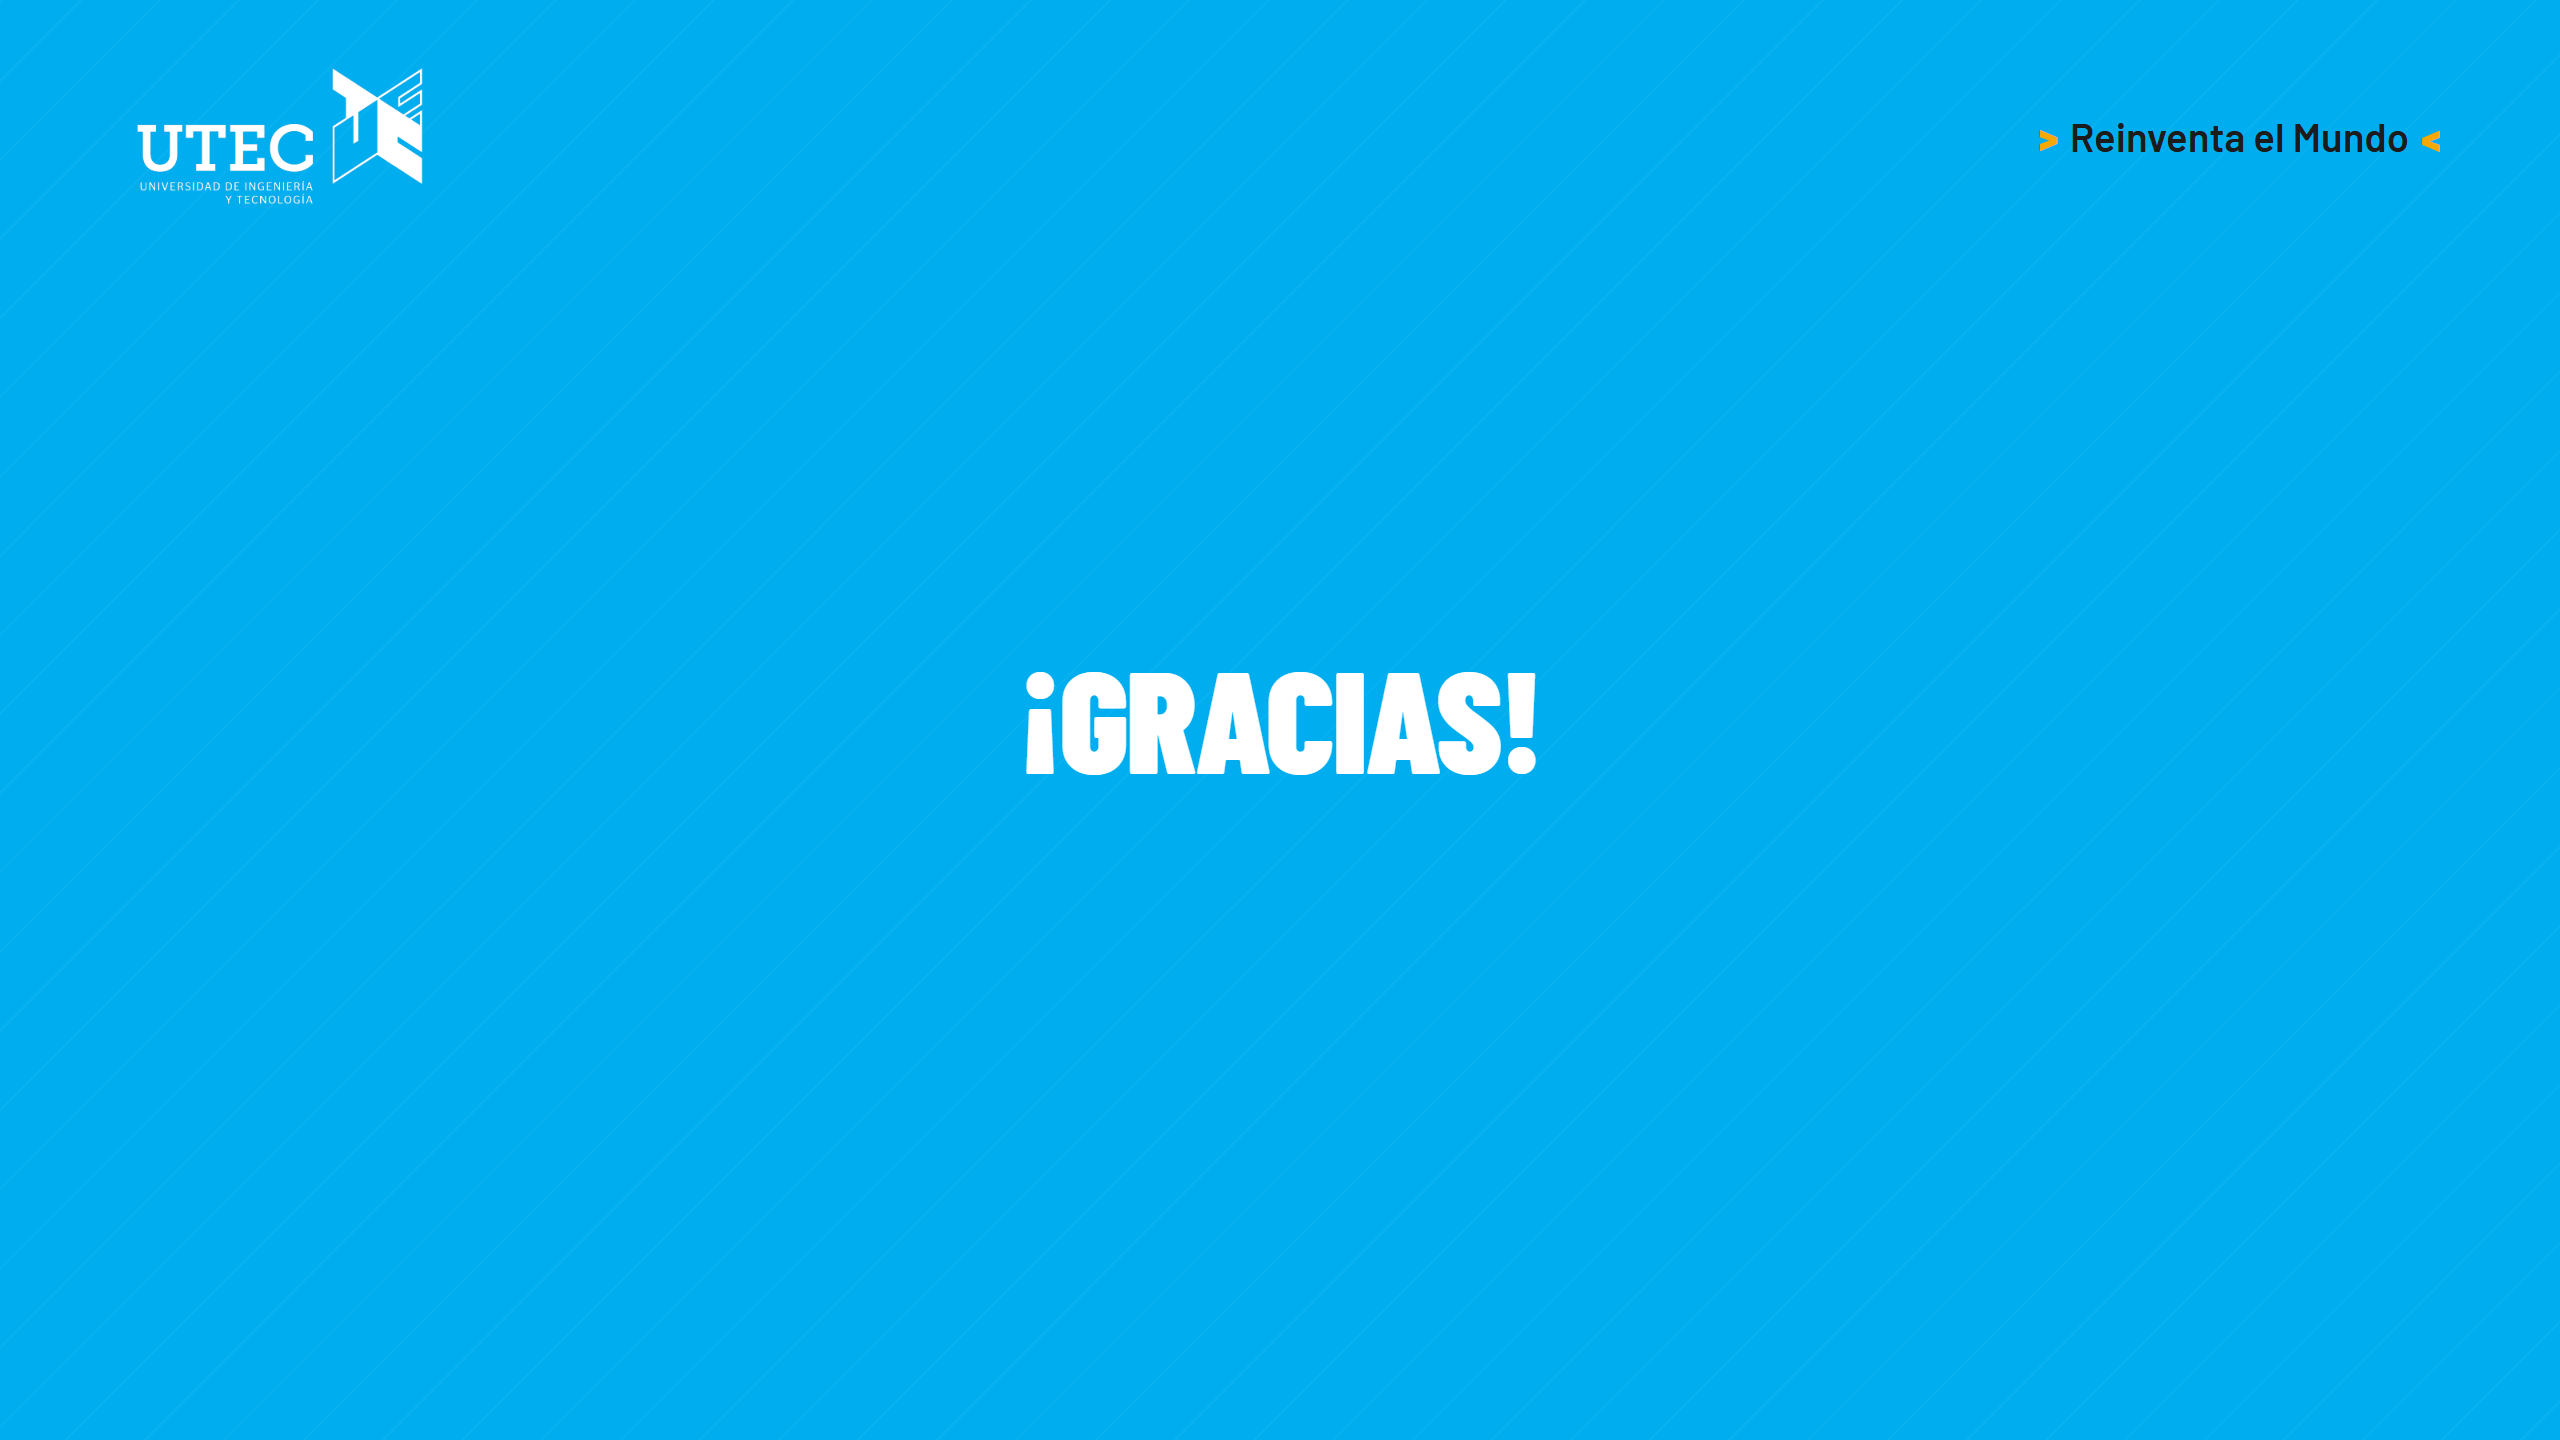 UTEC
UNIVERSIDAD DE INGENIERÍA
Y TECNOLOGÍA
> Reinventa el Mundo <
¡GRACIAS!